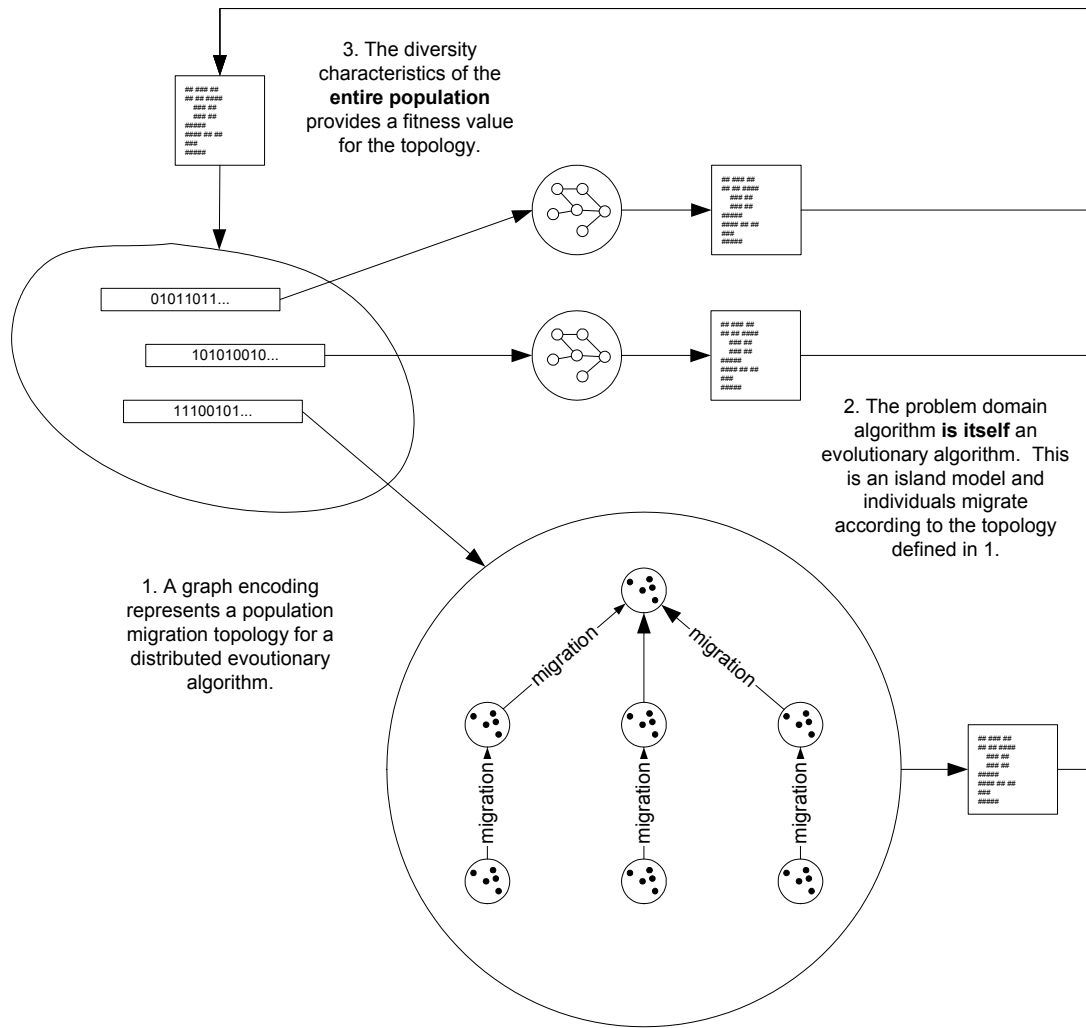 3. The diversity
characteristics of the
entire population
provides a fitness value
for the topology.
## ### ##
## ## ####
### ##
### ##
#####
#### ## ##
###
#####
## ### ##
## ## ####
### ##
### ##
#####
#### ## ##
###
#####
01011011...
101010010...
11100101...
## ### ##
## ## ####
### ##
### ##
#####
#### ## ##
###
#####
2. The problem domain
algorithm is itself an
evolutionary algorithm. This
is an island model and
individuals migrate
according to the topology
defined in 1.
1. A graph encoding
represents a population
migration topology for a
distributed evoutionary
algorithm.
migration
migration
migration
migration
migration
## ### ##
## ## ####
### ##
### ##
#####
#### ## ##
###
#####